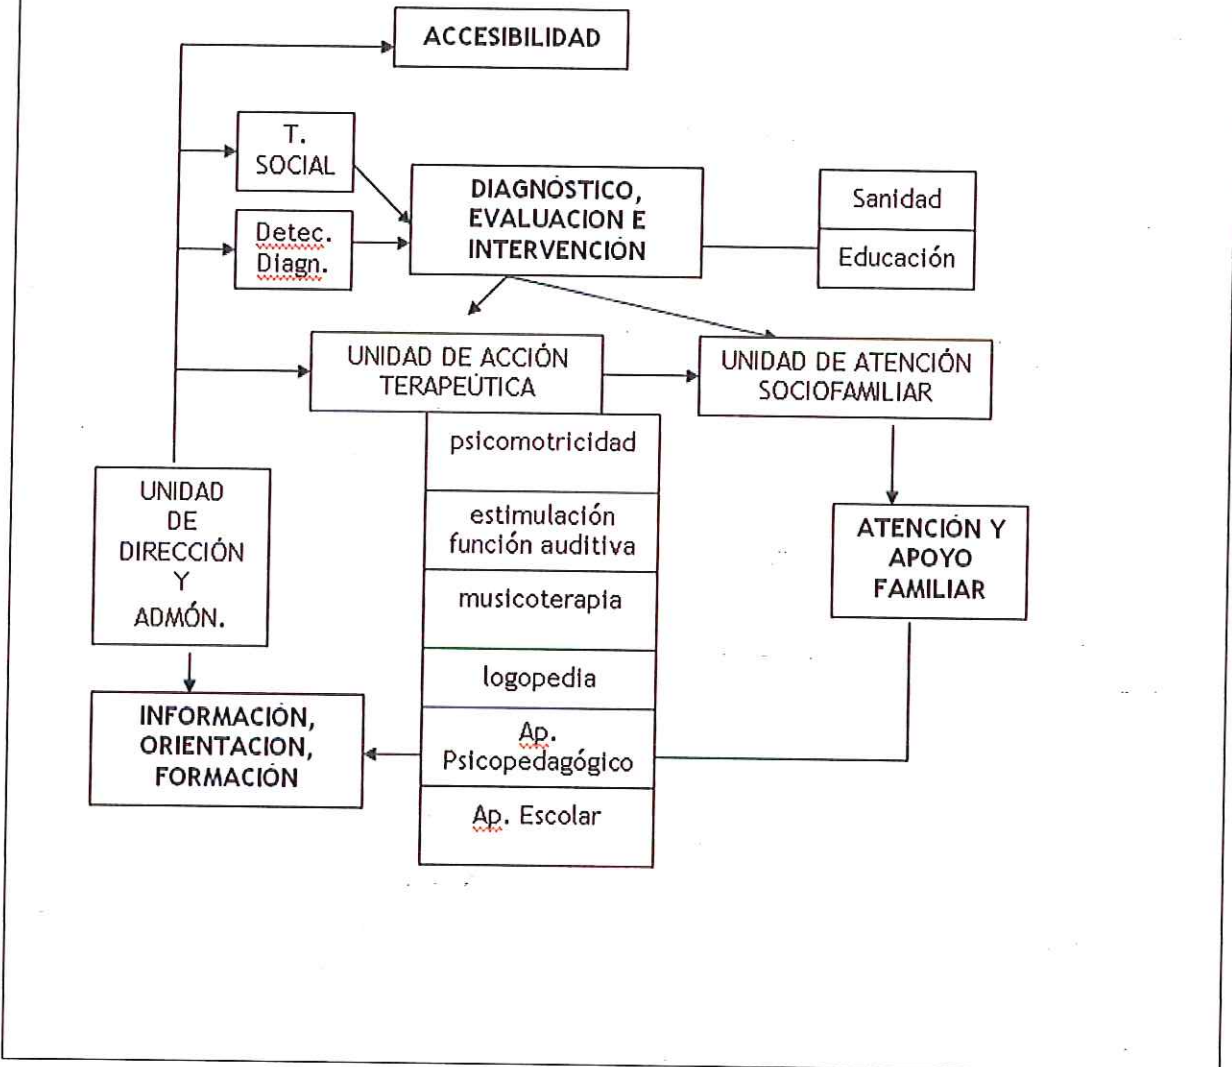 ACCESIBILIDAD
T.
SOCIAL
Detec.
Diagn.
DIAGNÓSTICO,
EVALUACION E
INTERVENCIÓN
Sanidad
Educación
UNIDAD DE ACCIÓN
TERAPEÚTICA
UNIDAD DE ATENCIÓN
SOCIOFAMILIAR
psicomotricidad
estimulación
función auditiva
musicoterapia
logopedia
Ap.
Psicopedagógico
Ap. Escolar
UNIDAD
DE
DIRECCIÓN
Y
ADMÓN.
ATENCIÓN Y
APOYO
FAMILIAR
INFORMACIÓN,
ORIENTACION,
FORMACIÓN